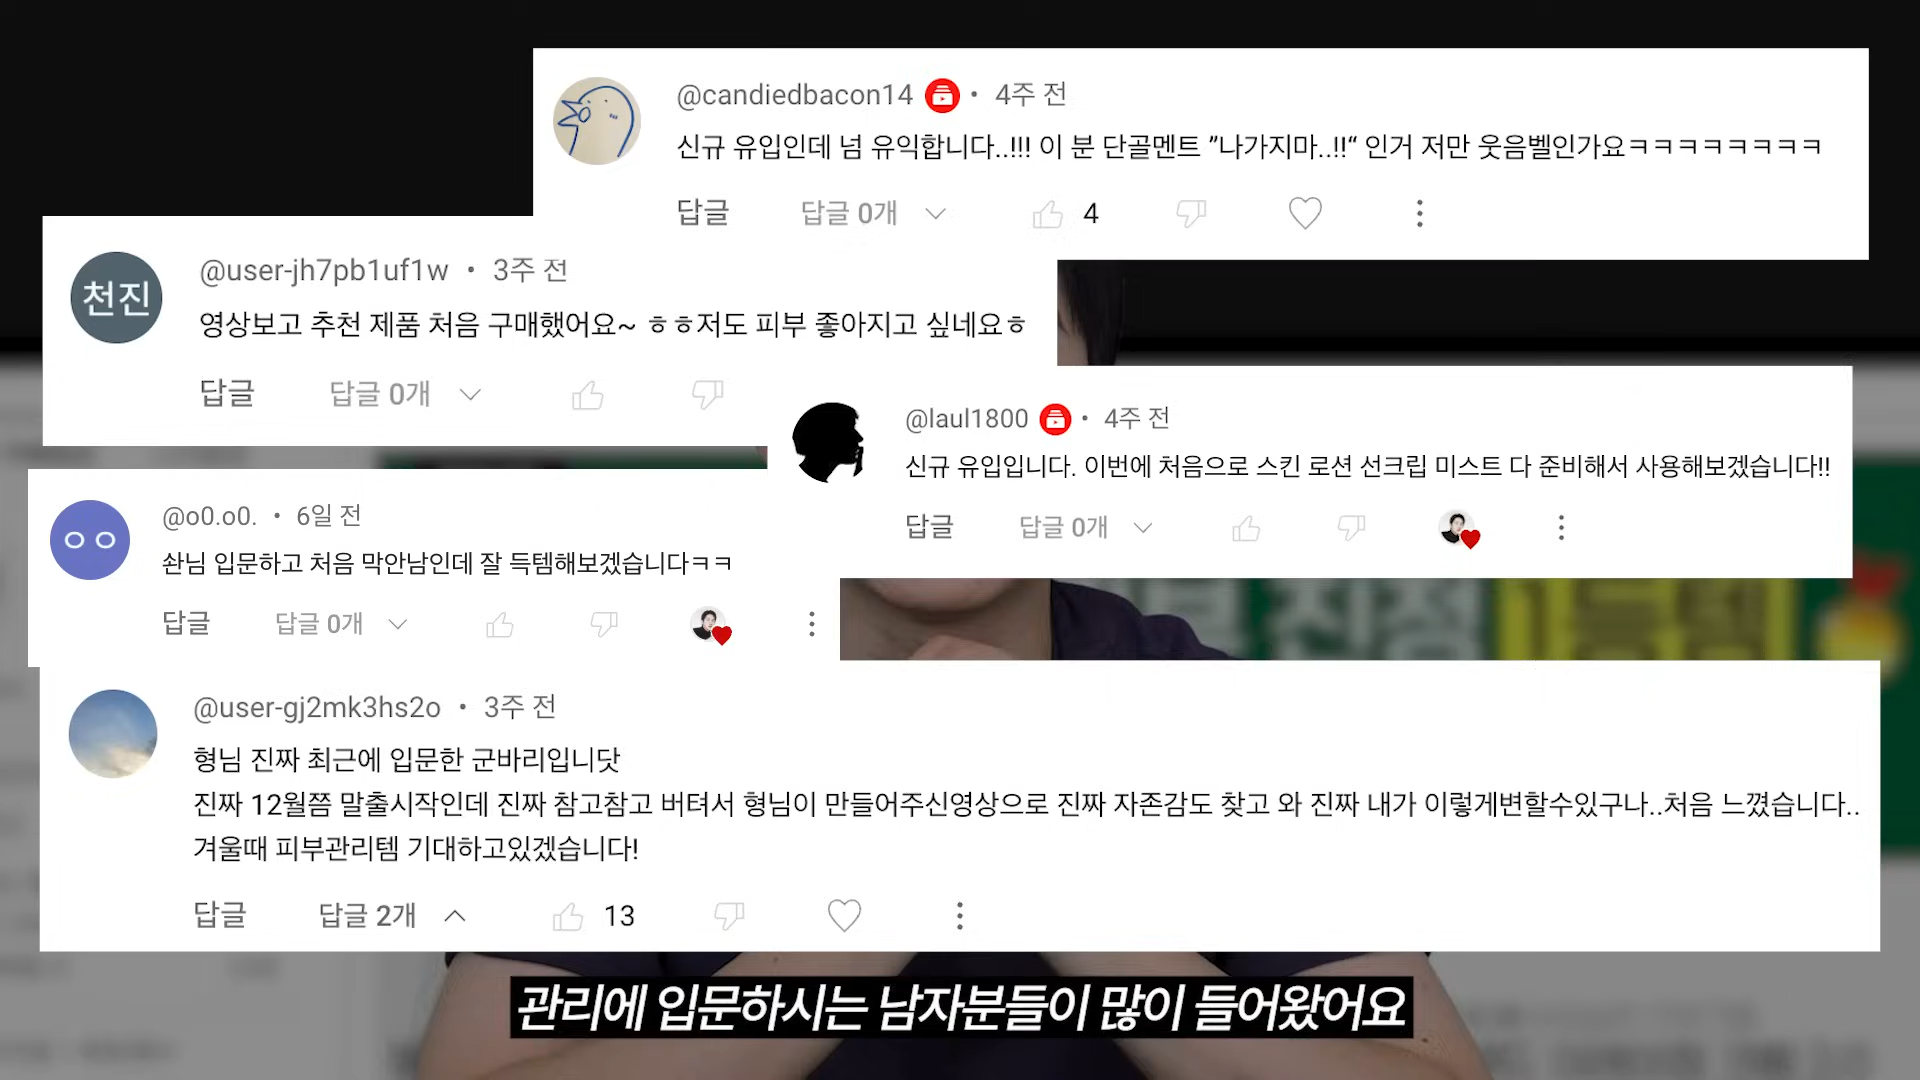 @candiedbacon14 • 4주 전
신규 유입인데 넘 유익합니다..!!! 이 분 단골멘트 ”나가지마..!!“ 인거 저만 웃음벨인가요ㅋㅋㅋㅋㅋㅋㅋㅋ
답글 답글 0개 4
천진
@user-jh7pb1uf1w • 3주 전
영상보고 추천 제품 처음 구매했어요~ ㅎㅎ저도 피부 좋아지고 싶네요ㅎ
답글 답글 0개
@laul1800 • 4주 전
신규 유입입니다. 이번에 처음으로 스킨 로션 선크림 미스트 다 준비해서 사용해보겠습니다!!
답글 답글 0개
ㅇㅇ
@o0.o0. • 6일 전
솬님 입문하고 처음 막안남인데 잘 득템해보겠습니다ㅋㅋ
답글 답글 0개
@user-gj2mk3hs2o • 3주 전
형님 진짜 최근에 입문한 군바리입니닷
진짜 12월쯤 말출시작인데 진짜 참고참고 버텨서 형님이 만들어주신영상으로 진짜 자존감도 찾고 와 진짜 내가 이렇게변할수있구나..처음 느꼈습니다..
겨울때 피부관리템 기대하고있겠습니다!
답글 답글 2개 13
관리에 입문하시는 남자분들이 많이 들어왔어요